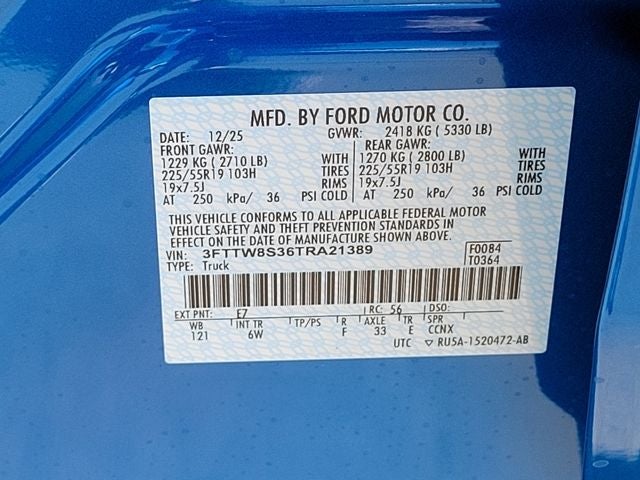 MFD. BY FORD MOTOR CO.
DATE: 12/25 GVWR: 2418 KG ( 5330 LB)
FRONT GAWR: REAR GAWR:
1229 KG ( 2710 LB) WITH 1270 KG ( 2800 LB) WITH
225/55R19 103H TIRES 225/55R19 103H TIRES
19x7.5J RIMS 19x7.5J RIMS
AT 250 kPa/ 36 PSI COLD AT 250 kPa/ 36 PSI COLD
THIS VEHICLE CONFORMS TO ALL APPLICABLE FEDERAL MOTOR
VEHICLE SAFETY AND THEFT PREVENTION STANDARDS IN
EFFECT ON THE DATE OF MANUFACTURE SHOWN ABOVE.
VIN: 3FTTW8S36TRA21389 F0084
TYPE: Truck T0364
EXT PNT: E7 RC: 56 DSO:
WB INT TR TP/PS R AXLE TR SPR
121 6W F 33 E CCNX
UTC ▽ RU5A-1520472-AB